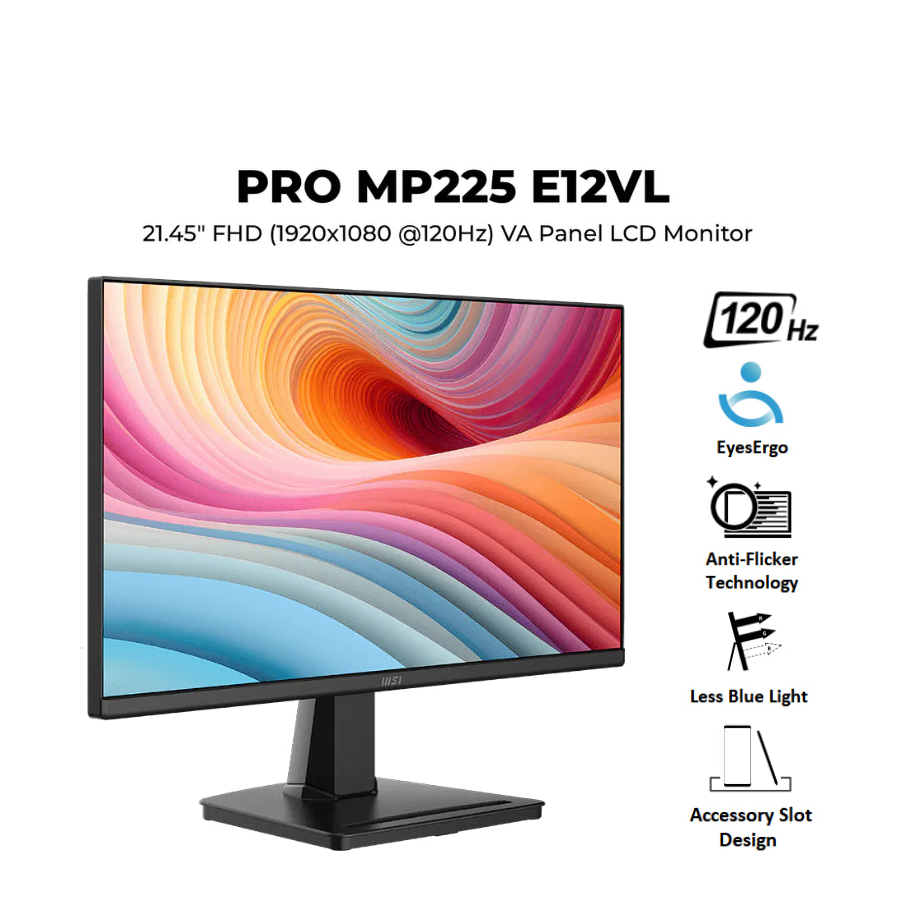 PRO MP225 E12VL
21.45" FHD (1920x1080 @120Hz) VA Panel LCD Monitor
120 Hz
EyesErgo
Anti-Flicker
Technology
Less Blue Light
Accessory Slot
Design
msi